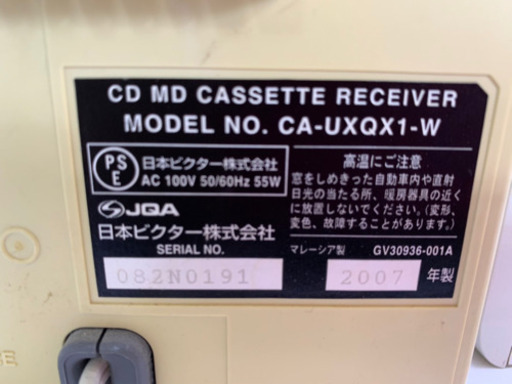 CD MD CASSETTE RECEIVER
MODEL NO. CA-UXQX1-W
PS
E
日本ビクター株式会社
AC 100V 50/60Hz 55W
JQA
日本ビクター株式会社
SERIAL NO.
082N0191
高温にご注意
窓をしめきった自動車内や直射
日光の当たる所、暖房器具の近く
に放置しないでください。(変形、
変色、故障することがあります。)
マレーシア製 GV30936-001A
2007 年製